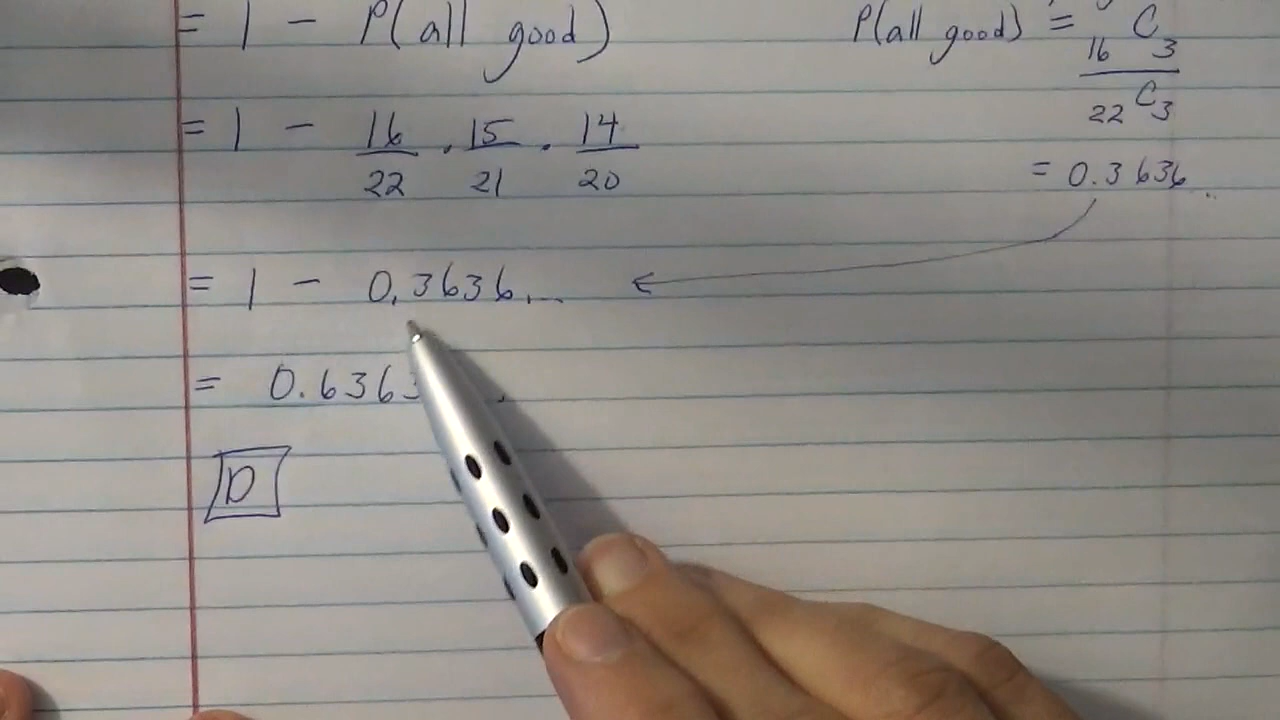 = 1 - P(all good)
= 1 - 16/22 . 15/21 . 14/20
= 1 - 0.3636...
= 0.6363
D
P(all good) = 16C3 / 22C3
= 0.3636..